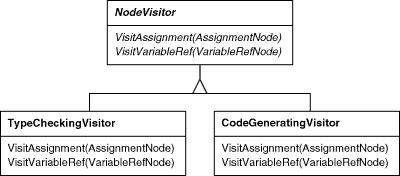 NodeVisitor
VisitAssignment(AssignmentNode)
VisitVariableRef(VariableRefNode)
TypeCheckingVisitor
VisitAssignment(AssignmentNode)
VisitVariableRef(VariableRefNode)
CodeGeneratingVisitor
VisitAssignment(AssignmentNode)
VisitVariableRef(VariableRefNode)